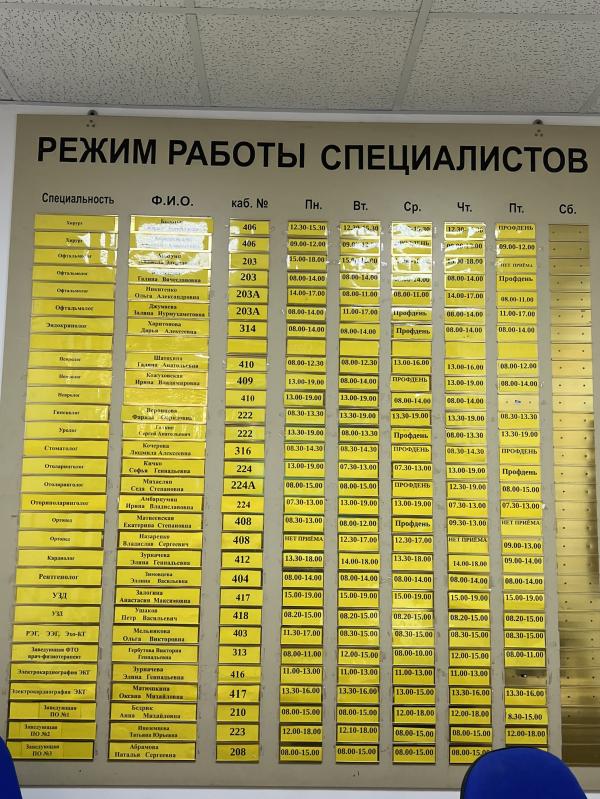 РЕЖИМ РАБОТЫ СПЕЦИАЛИСТОВ
Специальность Ф.И.О. каб. № Пн. Вт. Ср. Чт. Пт. Сб.
Хирург 406 12.30-15.30 12.30-15.30 12.30- ПРОФДЕНЬ
Хирург 406 09.00-12.00 09.00-12.00 09.00-12.00
Офтальмолог 203 15.00-18.00 -18.00 НЕТ ПРИЁМА
Офтальмолог Галина Вячеславовна 203 08.00-14.00 08.00-14.00 -14.00 08.00-14.00 Профдень
Офтальмолог Никитенко Ольга Александровна 203А 14.00-17.00 08.00-11.00 08.00-11.00 14.00-17.00 08.00-11.00
Офтальмолог Джумаева 203А 08.00-14.00 11.00-17.00 Профдень 08.00-14.00 11.00-17.00
Эндокринолог Харитонова Дарья Алексеевна 314 08.00-14.00 08.00-14.00 Профдень 08.00-14.00 08.00-14.00
Невролог Галина Анатольевна 410 08.00-12.30 08.00-12.30 13.00-16.00 13.00-16.00 08.00-12.00
Невролог Кожуховская Ирина Владимировна 409 13.00-19.00 08.00-14.00 ПРОФДЕНЬ 13.00-19.00 08.00-14.00
Невролог 410 13.00-19.00 13.00-19.00 08.00-14.00 08.00-14.00
Гинеколог 222 08.30-13.30 13.30-19.00 13.30-19.00 13.30-19.00 08.30-13.30
Уролог Сергей Анатольевич 222 13.30-19.00 08.00-13.30 Профдень 08.00-13.30 13.30-19.00
Стоматолог Кочерова Людмила Алексеевна 316 08.30-14.30 08.30-14.30 ПРОФДЕНЬ 08.30-14.30 ПРОФДЕНЬ
Отоларинголог Кичко Софья Геннадьевна 224 13.00-19.00 07.30-13.00 07.30-13.00 13.00-19.00 Профдень
Отоларинголог Михаелян Седа Степановна 224А 08.00-15.00 08.00-15.00 ПРОФДЕНЬ 12.30-19.00 08.00-15.00
Оториноларинголог Амбарцумян Ирина Владиславовна 224 07.30-13.00 13.00-19.00 13.00-19.00 07.30-13.00 07.30-13.00
Ортопед Матвеевская Екатерина Степановна 408 08.30-13.00 08.00-12.00 Профдень 09.30-13.00 НЕТ ПРИЁМА
Ортопед Назаренко Владислав Сергеевич 408 НЕТ ПРИЁМА 12.30-17.00 12.30-17.00 НЕТ ПРИЁМА 09.00-13.00
Кардиолог Зурначева Элина Геннадьевна 412 13.30-18.00 14.00-18.00 13.30-18.00 14.00-18.00 09.00-14.00
Рентгенолог Зиновцева Эллина Васильевна 404 08.00-14.00 08.00-14.00 08.00-14.00 08.00-14.00 08.00-14.00
УЗД Залогина Анастасия Максимовна 417 15.00-19.00 15.00-19.00 15.00-19.00 15.00-19.00 15.00-19.00
УЗД Ушаков Петр Васильевич 418 08.20-15.00 08.20-15.00 08.20-15.00 08.20-15.00 08.20-15.00
РЭГ, ЭЭГ, Эхо-КГ Мельникова Ольга Викторовна 403 11.30-17.00 08.30-15.00 08.30-15.00 08.30-15.00 08.30-15.00
Заведующая ФТО врач-физиотерапевт Гербутова Виктория Геннадьевна 313 08.00-11.00 12.00-15.00 08.00-10.00 12.00-15.00 08.00-11.00
Электрокардиография ЭКГ Зурначева Элина Михайловна 416 11.00-13.00 11.00-13.00 11.00-13.00 11.00-13.00
Электрокардиография ЭКГ Матюшкина Оксана Михайловна 417 13.30-16.00 13.30-16.00 13.30-16.00 13.30-16.00 13.30-16.00
Заведующая ПО №1 Бедрик Анна Михайловна 210 08.00-15.00 08.00-15.00 12.00-18.00 12.00-18.00 8.30-15.00
Заведующая ПО №2 Иноземцева Татьяна Юрьевна 223 12.00-18.00 12.10-18.00 08.00-15.00 08.00-15.00 12.10-18.00
Заведующая ПО №3 Абрамова Наталья Сергеевна 208 08.00-15.00 08.00-15.00 08.00-15.00 08.00-15.00